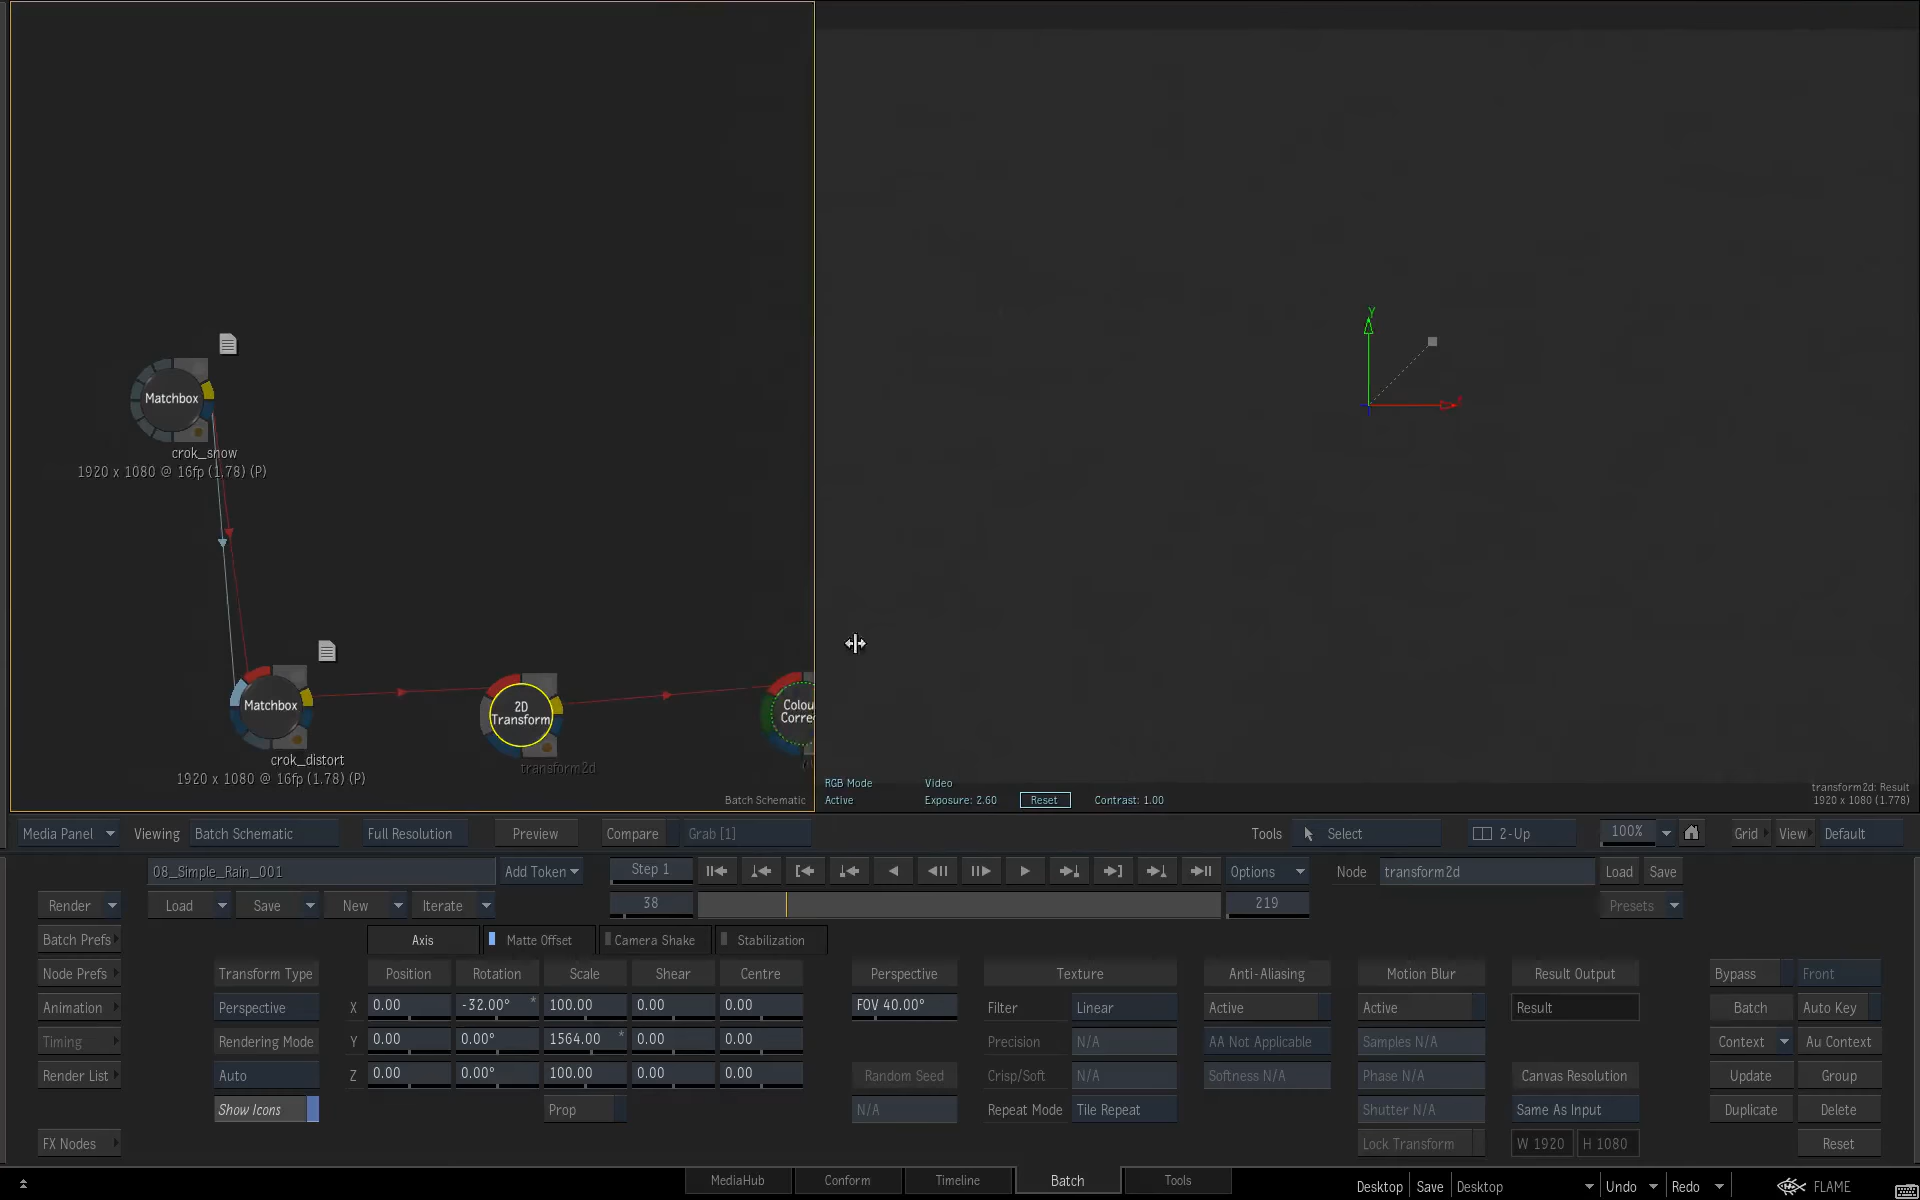 Y
Matchbox
crok_snow
1920 x 1080 @ 16fp (1.78) (P)
Matchbox
2D
Transform
Colou
Corre
crok_distort
1920 x 1080 @ 16fp (1.78) (P)
transform2d
Batch Schematic
RGB Mode
Active
Video
Exposure: 2.60 Reset Contrast: 1.00
transform2d: Result
1920 x 1080 (1.778)
Media Panel Viewing Batch Schematic Full Resolution Preview Compare Grab [1] Tools Select 2-Up 100% Grid View Default
08_Simple_Rain_001 Add Token Step 1 Options Node transform2d Load Save
Render Load Save New Iterate 38 219 Presets
Batch Prefs Axis Matte Offset Camera Shake Stabilization
Node Prefs Transform Type Position Rotation Scale Shear Centre Perspective Texture Anti-Aliasing Motion Blur Result Output Bypass Front
Animation Perspective X 0.00 -32.00° * 100.00 0.00 0.00 FOV 40.00° Filter Linear Active Active Result Batch Auto Key
Timing Rendering Mode Y 0.00 0.00° 1564.00 * 0.00 0.00 Precision N/A AA Not Applicable Samples N/A Context Au Context
Render List Auto Z 0.00 0.00° 100.00 0.00 0.00 Random Seed Crisp/Soft N/A Softness N/A Phase N/A Canvas Resolution Update Group
Show Icons Prop N/A Repeat Mode Tile Repeat Shutter N/A Same As Input Duplicate Delete
FX Nodes Lock Transform W 1920 H 1080 Reset
MediaHub Conform Timeline Batch Tools Desktop Save Desktop Undo Redo FLAME